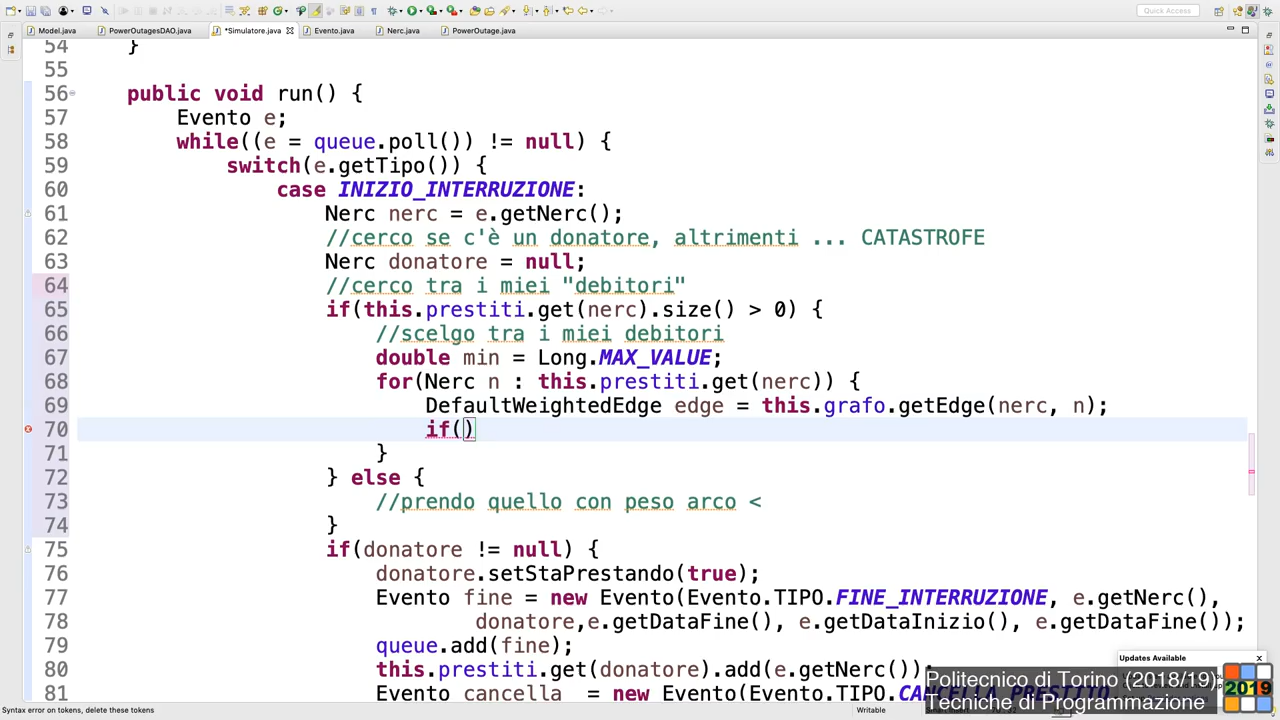 Quick Access
Model.java
PowerOutagesDAO.java
*Simulatore.java
Evento.java
Nerc.java
PowerOutage.java
54 }
55
56 public void run() {
57 Evento e;
58 while((e = queue.poll()) != null) {
59 switch(e.getTipo()) {
60 case INIZIO_INTERRUZIONE:
61 Nerc nerc = e.getNerc();
62 //cerco se c'è un donatore, altrimenti ... CATASTROFE
63 Nerc donatore = null;
64 //cerco tra i miei "debitori"
65 if(this.prestiti.get(nerc).size() > 0) {
66 //scelgo tra i miei debitori
67 double min = Long.MAX_VALUE;
68 for(Nerc n : this.prestiti.get(nerc)) {
69 DefaultWeightedEdge edge = this.grafo.getEdge(nerc, n);
70 if()
71 }
72 } else {
73 //prendo quello con peso arco <
74 }
75 if(donatore != null) {
76 donatore.setStaPrestando(true);
77 Evento fine = new Evento(Evento.TIPO.FINE_INTERRUZIONE, e.getNerc(),
78 donatore,e.getDataFine(), e.getDataInizio(), e.getDataFine());
79 queue.add(fine);
80 this.prestiti.get(donatore).add(e.getNerc());
81 Evento cancella = new Evento(Evento.TIPO.CANCELLA_PRESTITO
Updates Available
Politecnico di Torino (2018/19)
Tecniche di Programmazione
2019
Syntax error on tokens, delete these tokens
Writable